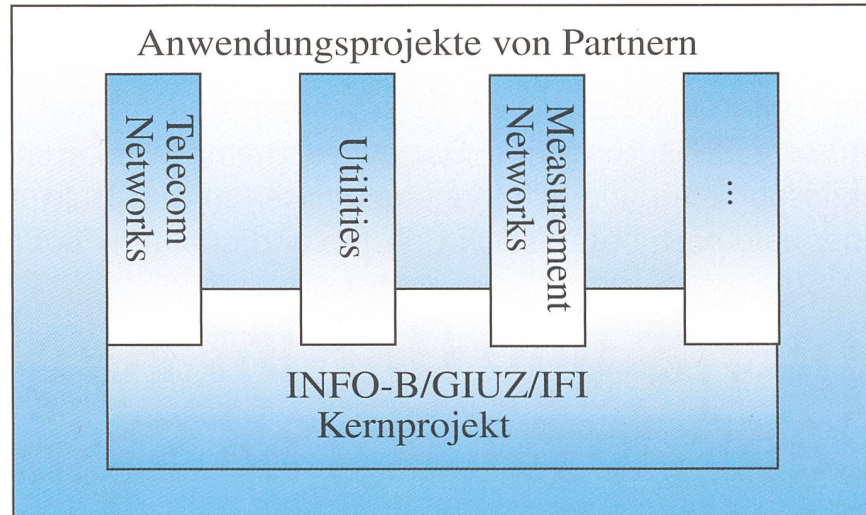 Anwendungsprojekte von Partnern
Telecom
Networks
Utilities
Measurement
Networks
...
INFO-B/GIUZ/IFI
Kernprojekt